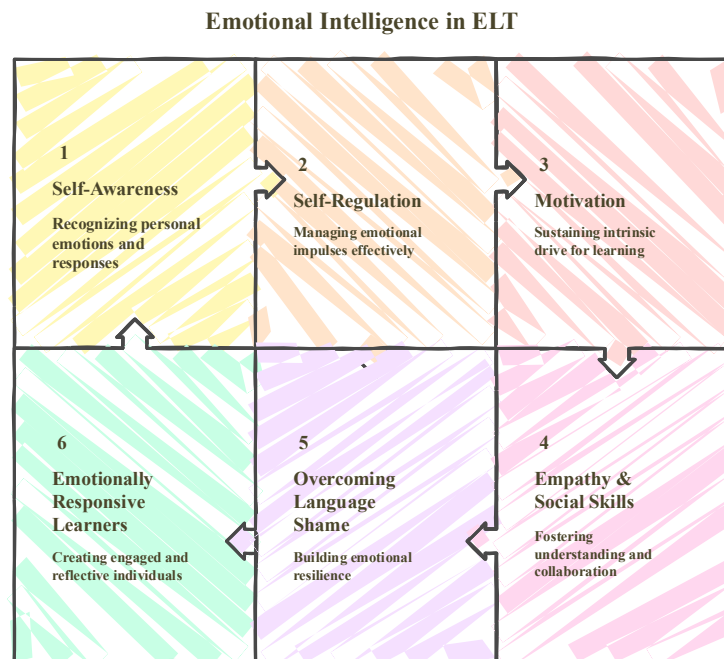 Emotional Intelligence in ELT
1
Self-Awareness
Recognizing personal
emotions and
responses
2
Self-Regulation
Managing emotional
impulses effectively
3
Motivation
Sustaining intrinsic
drive for learning
4
Empathy &
Social Skills
Fostering
understanding and
collaboration
5
Overcoming
Language
Shame
Building emotional
resilience
6
Emotionally
Responsive
Learners
Creating engaged and
reflective individuals